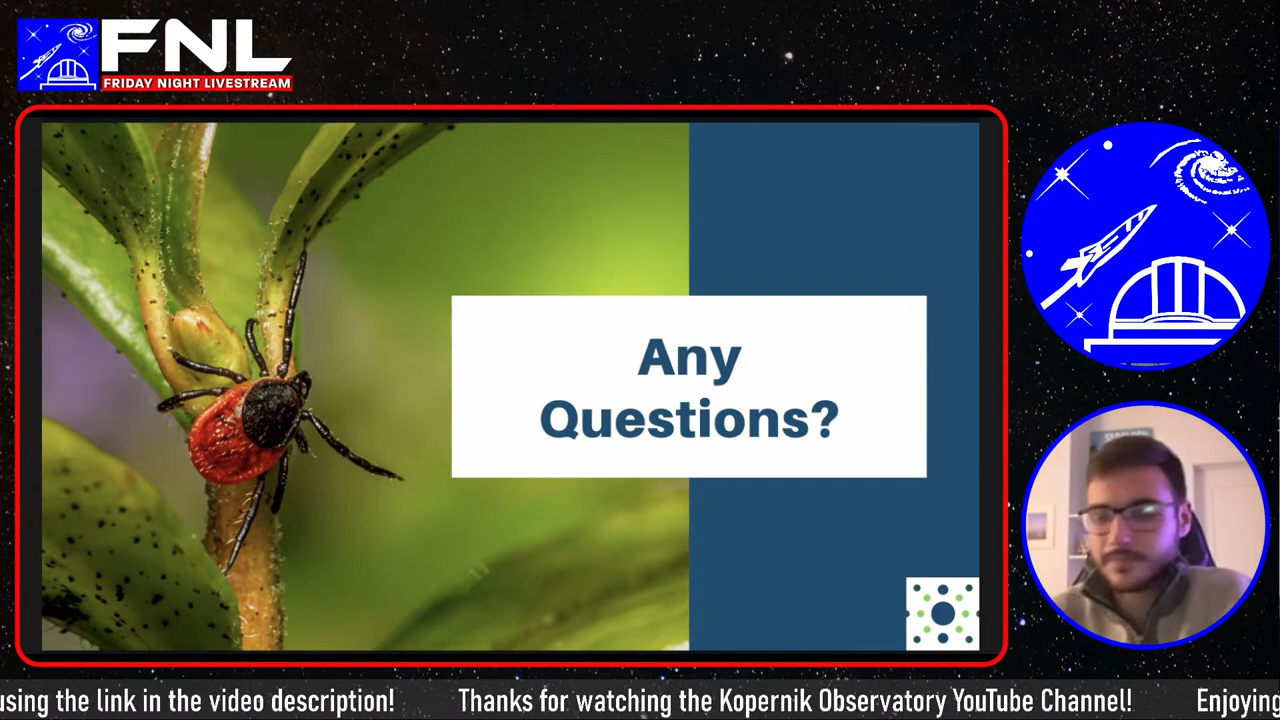 FNL
FRIDAY NIGHT LIVESTREAM
Any
Questions?
using the link in the video description! Thanks for watching the Kopernik Observatory YouTube Channel! Enjoying